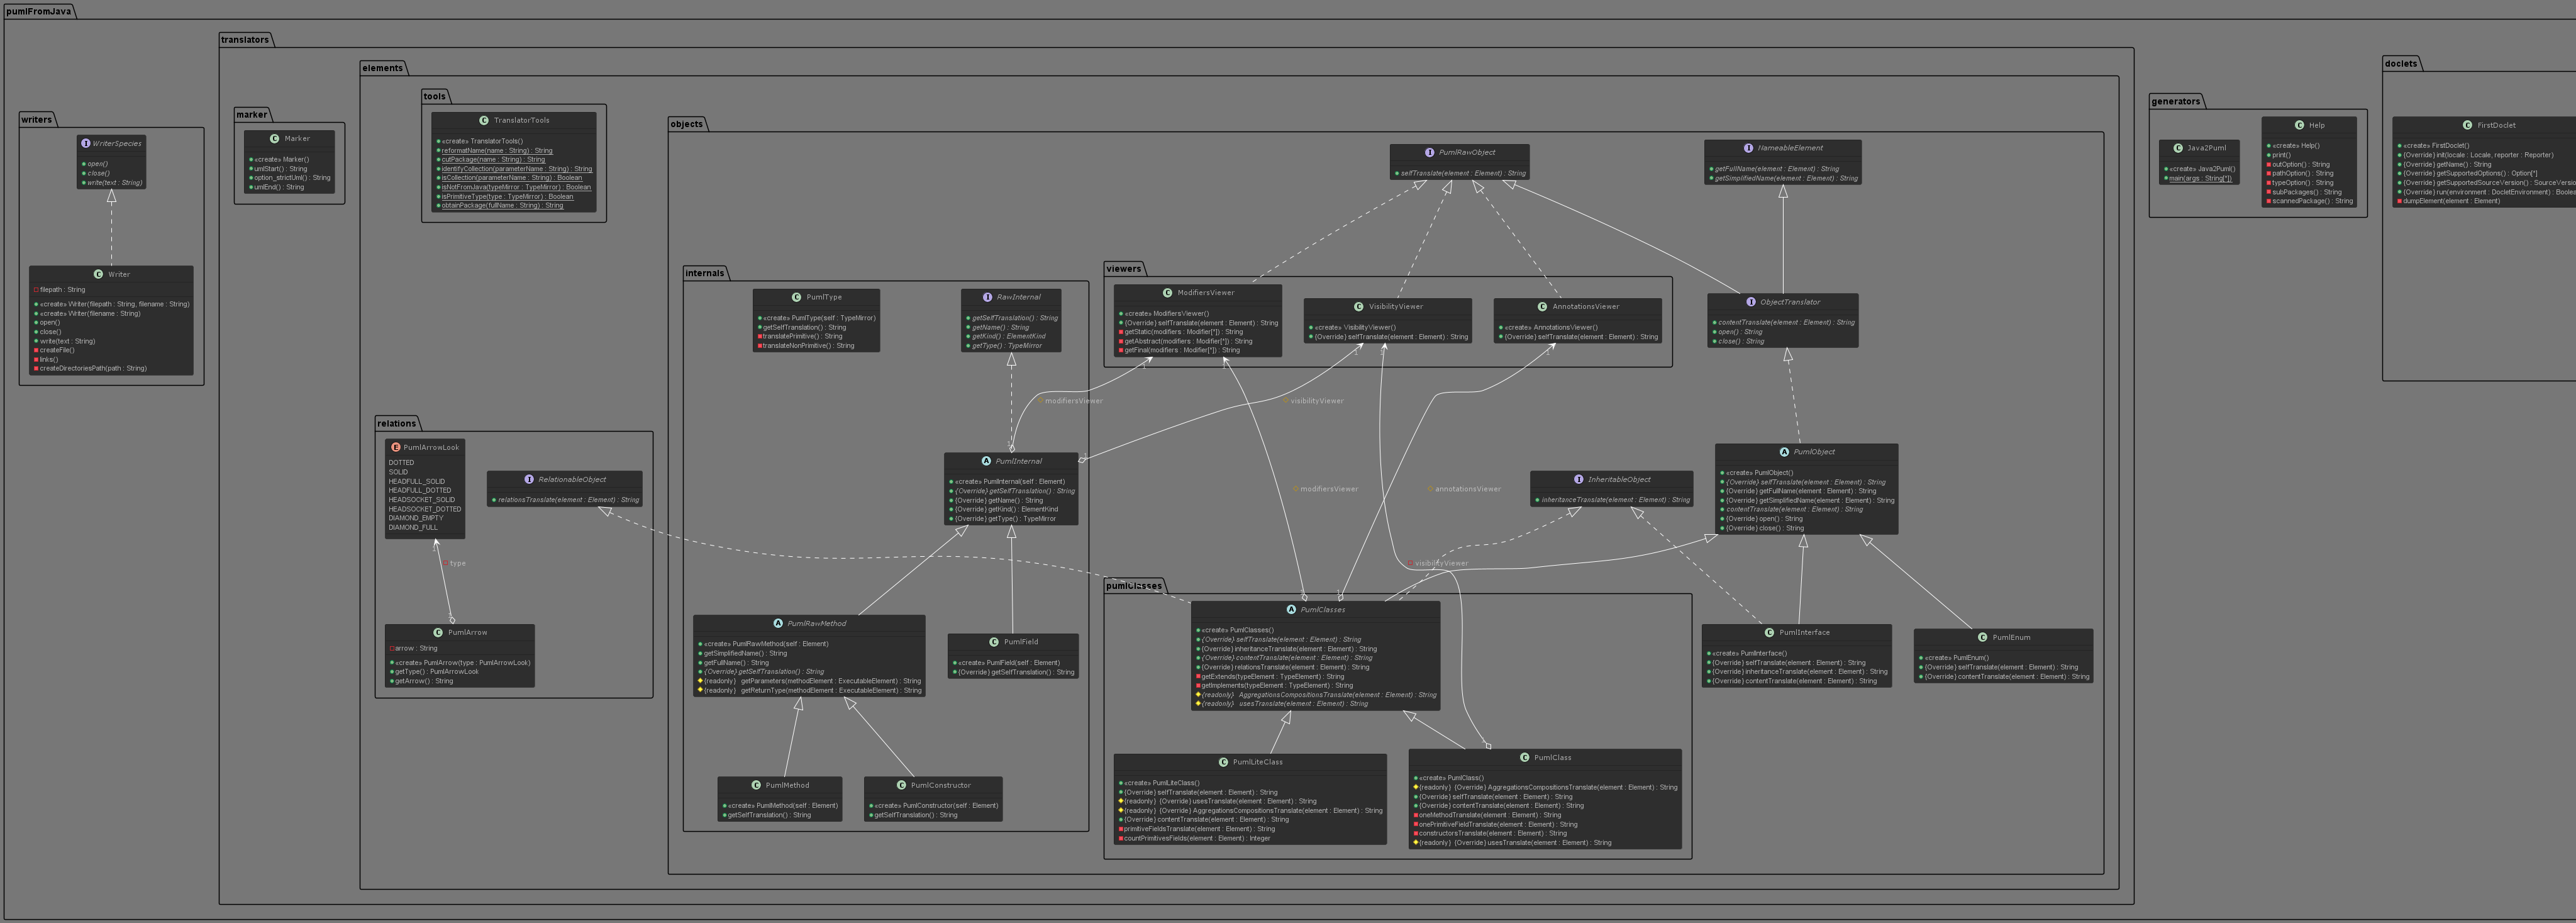 pumlFromJava
writers
WriterSpecies
open()
close()
write(text : String)
Writer
filepath : String
«create» Writer(filepath : String, filename : String)
«create» Writer(filename : String)
open()
close()
write(text : String)
createFile()
links()
createDirectoriesPath(path : String)
translators
marker
Marker
«create» Marker()
umlStart() : String
option_strictUml() : String
umlEnd() : String
elements
tools
TranslatorTools
«create» TranslatorTools()
reformatName(name : String) : String
cutPackage(name : String) : String
identifyCollection(parameterName : String) : String
isCollection(parameterName : String) : Boolean
isNotFromJava(typeMirror : TypeMirror) : Boolean
isPrimitiveType(type : TypeMirror) : Boolean
obtainPackage(fullName : String) : String
relations
PumlArrowLook
DOTTED
SOLID
HEADFULL_SOLID
HEADFULL_DOTTED
HEADSOCKET_SOLID
HEADSOCKET_DOTTED
DIAMOND_EMPTY
DIAMOND_FULL
RelationableObject
relationsTranslate(element : Element) : String
1
type
1
PumlArrow
arrow : String
«create» PumlArrow(type : PumlArrowLook)
getType() : PumlArrowLook
getArrow() : String
objects
PumlRawObject
selfTranslate(element : Element) : String
NameableElement
getFullName(element : Element) : String
getSimplifiedName(element : Element) : String
internals
PumlType
«create» PumlType(self : TypeMirror)
getSelfTranslation() : String
translatePrimitive() : String
translateNonPrimitive() : String
RawInternal
getSelfTranslation() : String
getName() : String
getKind() : ElementKind
getType() : TypeMirror
viewers
ModifiersViewer
«create» ModifiersViewer()
{Override} selfTranslate(element : Element) : String
getStatic(modifiers : Modifier[*]) : String
getAbstract(modifiers : Modifier[*]) : String
getFinal(modifiers : Modifier[*]) : String
VisibilityViewer
«create» VisibilityViewer()
{Override} selfTranslate(element : Element) : String
AnnotationsViewer
«create» AnnotationsViewer()
{Override} selfTranslate(element : Element) : String
ObjectTranslator
contentTranslate(element : Element) : String
open() : String
close() : String
1
1
1
1
1
modifiersViewer
visibilityViewer
1
1
PumlInternal
«create» PumlInternal(self : Element)
{Override} getSelfTranslation() : String
{Override} getName() : String
{Override} getKind() : ElementKind
{Override} getType() : TypeMirror
modifiersViewer
annotationsViewer
InheritableObject
inheritanceTranslate(element : Element) : String
PumlObject
«create» PumlObject()
{Override} selfTranslate(element : Element) : String
{Override} getFullName(element : Element) : String
{Override} getSimplifiedName(element : Element) : String
contentTranslate(element : Element) : String
{Override} open() : String
{Override} close() : String
visibilityViewer
PumlRawMethod
«create» PumlRawMethod(self : Element)
getSimplifiedName() : String
getFullName() : String
{Override} getSelfTranslation() : String
{readonly} getParameters(methodElement : ExecutableElement) : String
{readonly} getReturnType(methodElement : ExecutableElement) : String
PumlField
«create» PumlField(self : Element)
{Override} getSelfTranslation() : String
PumlMethod
«create» PumlMethod(self : Element)
getSelfTranslation() : String
PumlConstructor
«create» PumlConstructor(self : Element)
getSelfTranslation() : String
pumlClasses
1
1
PumlClasses
«create» PumlClasses()
{Override} selfTranslate(element : Element) : String
{Override} inheritanceTranslate(element : Element) : String
{Override} contentTranslate(element : Element) : String
{Override} relationsTranslate(element : Element) : String
getExtends(typeElement : TypeElement) : String
getImplements(typeElement : TypeElement) : String
{readonly} AggregationsCompositionsTranslate(element : Element) : String
{readonly} usesTranslate(element : Element) : String
PumlLiteClass
«create» PumlLiteClass()
{Override} selfTranslate(element : Element) : String
{readonly} {Override} usesTranslate(element : Element) : String
{readonly} {Override} AggregationsCompositionsTranslate(element : Element) : String
{Override} contentTranslate(element : Element) : String
primitiveFieldsTranslate(element : Element) : String
countPrimitivesFields(element : Element) : Integer
1
PumlClass
«create» PumlClass()
{readonly} {Override} AggregationsCompositionsTranslate(element : Element) : String
{Override} selfTranslate(element : Element) : String
{Override} contentTranslate(element : Element) : String
oneMethodTranslate(element : Element) : String
onePrimitiveFieldTranslate(element : Element) : String
constructorsTranslate(element : Element) : String
{readonly} {Override} usesTranslate(element : Element) : String
PumlInterface
«create» PumlInterface()
{Override} selfTranslate(element : Element) : String
{Override} inheritanceTranslate(element : Element) : String
{Override} contentTranslate(element : Element) : String
PumlEnum
«create» PumlEnum()
{Override} selfTranslate(element : Element) : String
{Override} contentTranslate(element : Element) : String
generators
Java2Puml
«create» Java2Puml()
main(args : String[*])
Help
«create» Help()
print()
outOption() : String
pathOption() : String
typeOption() : String
subPackages() : String
scannedPackage() : String
doclets
FirstDoclet
«create» FirstDoclet()
{Override} init(locale : Locale, reporter : Reporter)
{Override} getName() : String
{Override} getSupportedOptions() : Option[*]
{Override} getSupportedSourceVersion() : SourceVersio
{Override} run(environment : DocletEnvironment) : Boolea
dumpElement(element : Element)